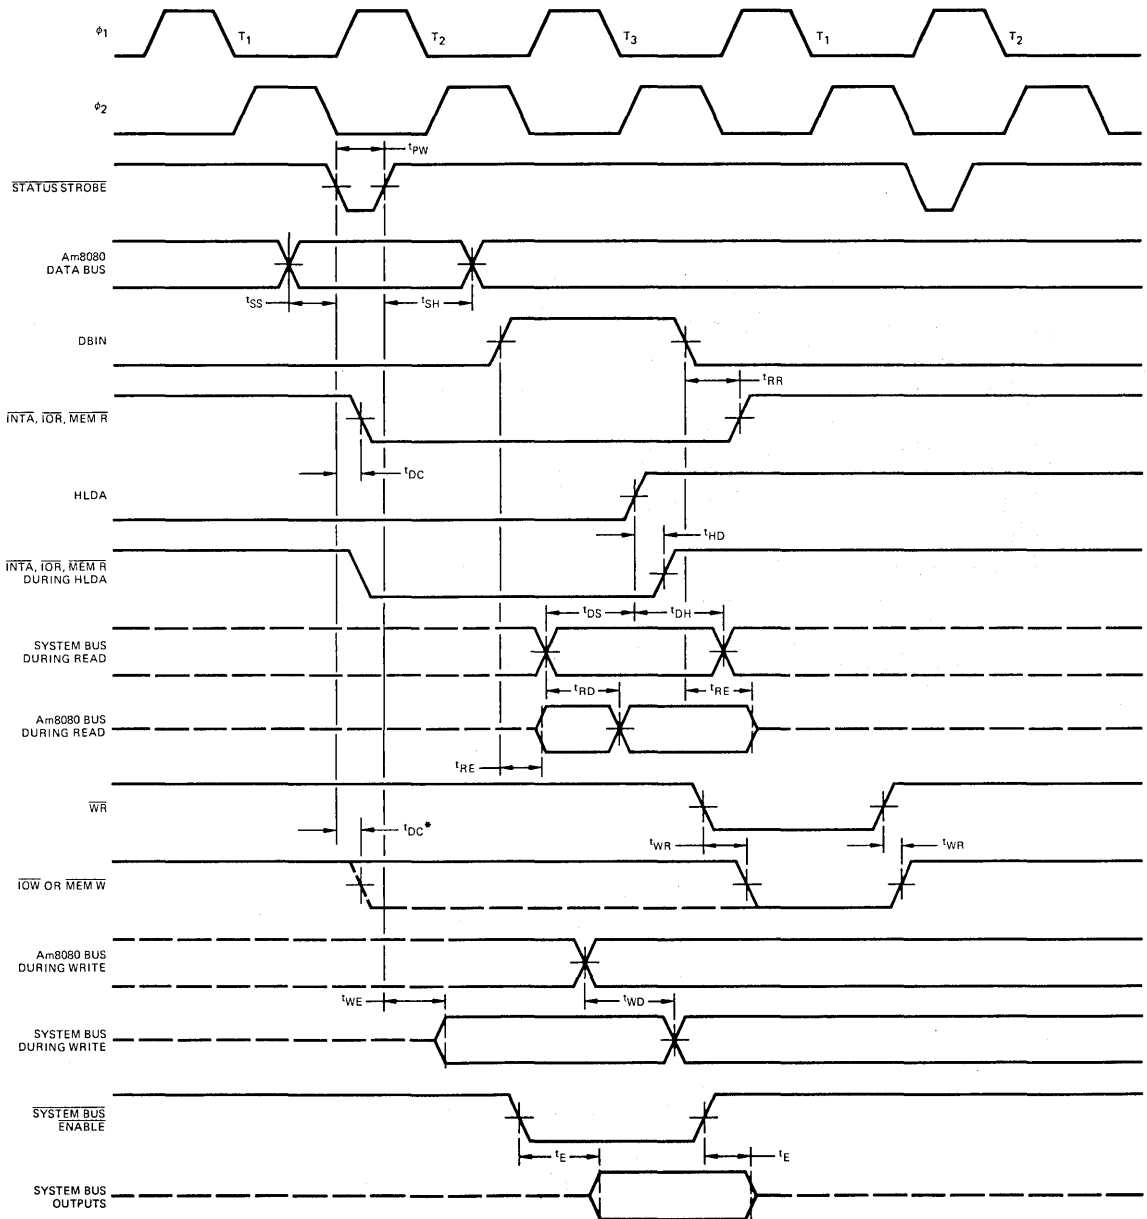 ϕ1
T1
T2
T3
T1
T2
ϕ2
tPW
STATUS STROBE
Am8080
DATA BUS
tSS
tSH
DBIN
tRR
INTA, IOR, MEM R
tDC
HLDA
tHD
INTA, IOR, MEM R
DURING HLDA
tDS
tDH
SYSTEM BUS
DURING READ
tRD
tRE
Am8080 BUS
DURING READ
tRE
WR
tDC*
tWR
tWR
IOW OR MEM W
Am8080 BUS
DURING WRITE
tWE
tWD
SYSTEM BUS
DURING WRITE
SYSTEM BUS
ENABLE
tE
tE
SYSTEM BUS
OUTPUTS